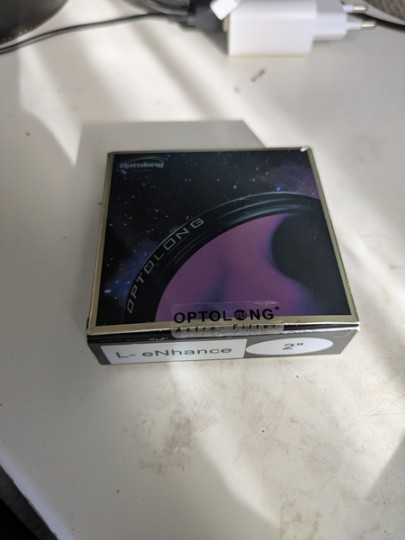 Optolong
OPTOLONG
OPTOLONG®
Astro- Filter
L- eNhance
2"